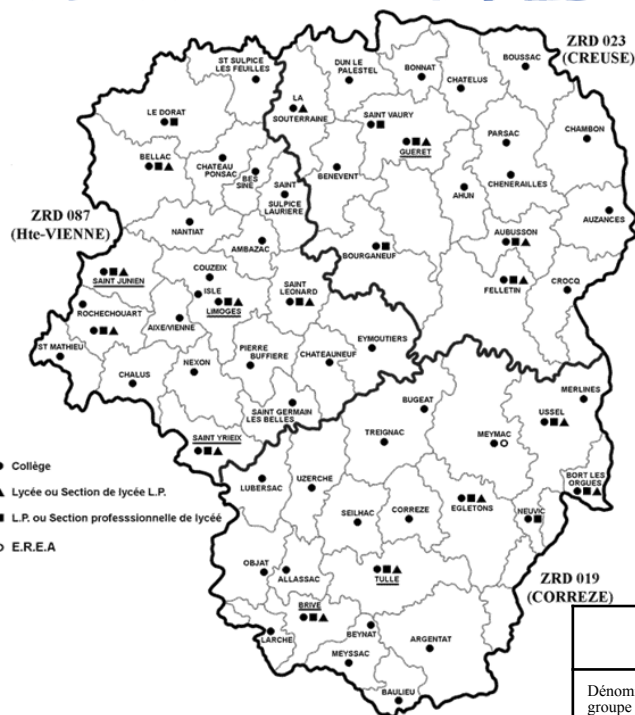 ZRD 023
(CREUSE)
ST SULPICE
LES FEUILLES
DUN LE
PALESTEL
BONNAT
BOUSSAC
CHATELUS
LE DORAT
LA
SOUTERRAINE
SAINT VAURY
GUERET
PARSAC
CHAMBON
BELLAC
CHATEAU
PONSAC
BES
SINE
SAINT
SULPICE
LAURIERE
BENEVENT
AHUN
CHENERAILLES
ZRD 087
(Hte-VIENNE)
NANTIAT
AMBAZAC
BOURGANEUF
AUBUSSON
AUZANCES
SAINT JUNIEN
COUZEIX
ISLE
LIMOGES
SAINT
LEONARD
FELLETIN
CROCQ
ROCHECHOUART
AIXE/VIENNE
ST MATHIEU
CHALUS
NEXON
PIERRE
BUFFIERE
CHATEAUNEUF
EYMOUTIERS
SAINT GERMAIN
LES BELLES
SAINT YRIEIX
BUGEAT
TREIGNAC
MEYMAC
MERLINES
USSEL
BORT LES
ORGUES
Collège
Lycée ou Section de lycée L.P.
L.P. ou Section professsionnelle de lycée
E.R.E.A
LUBERSAC
UZERCHE
SEILHAC
CORREZE
EGLETONS
NEUVIC
OBJAT
ALLASSAC
TULLE
ZRD 019
(CORREZE)
BRIVE
LARCHE
BEYNAT
MEYSSAC
ARGENTAT
BAULIEU
Dénom
groupe